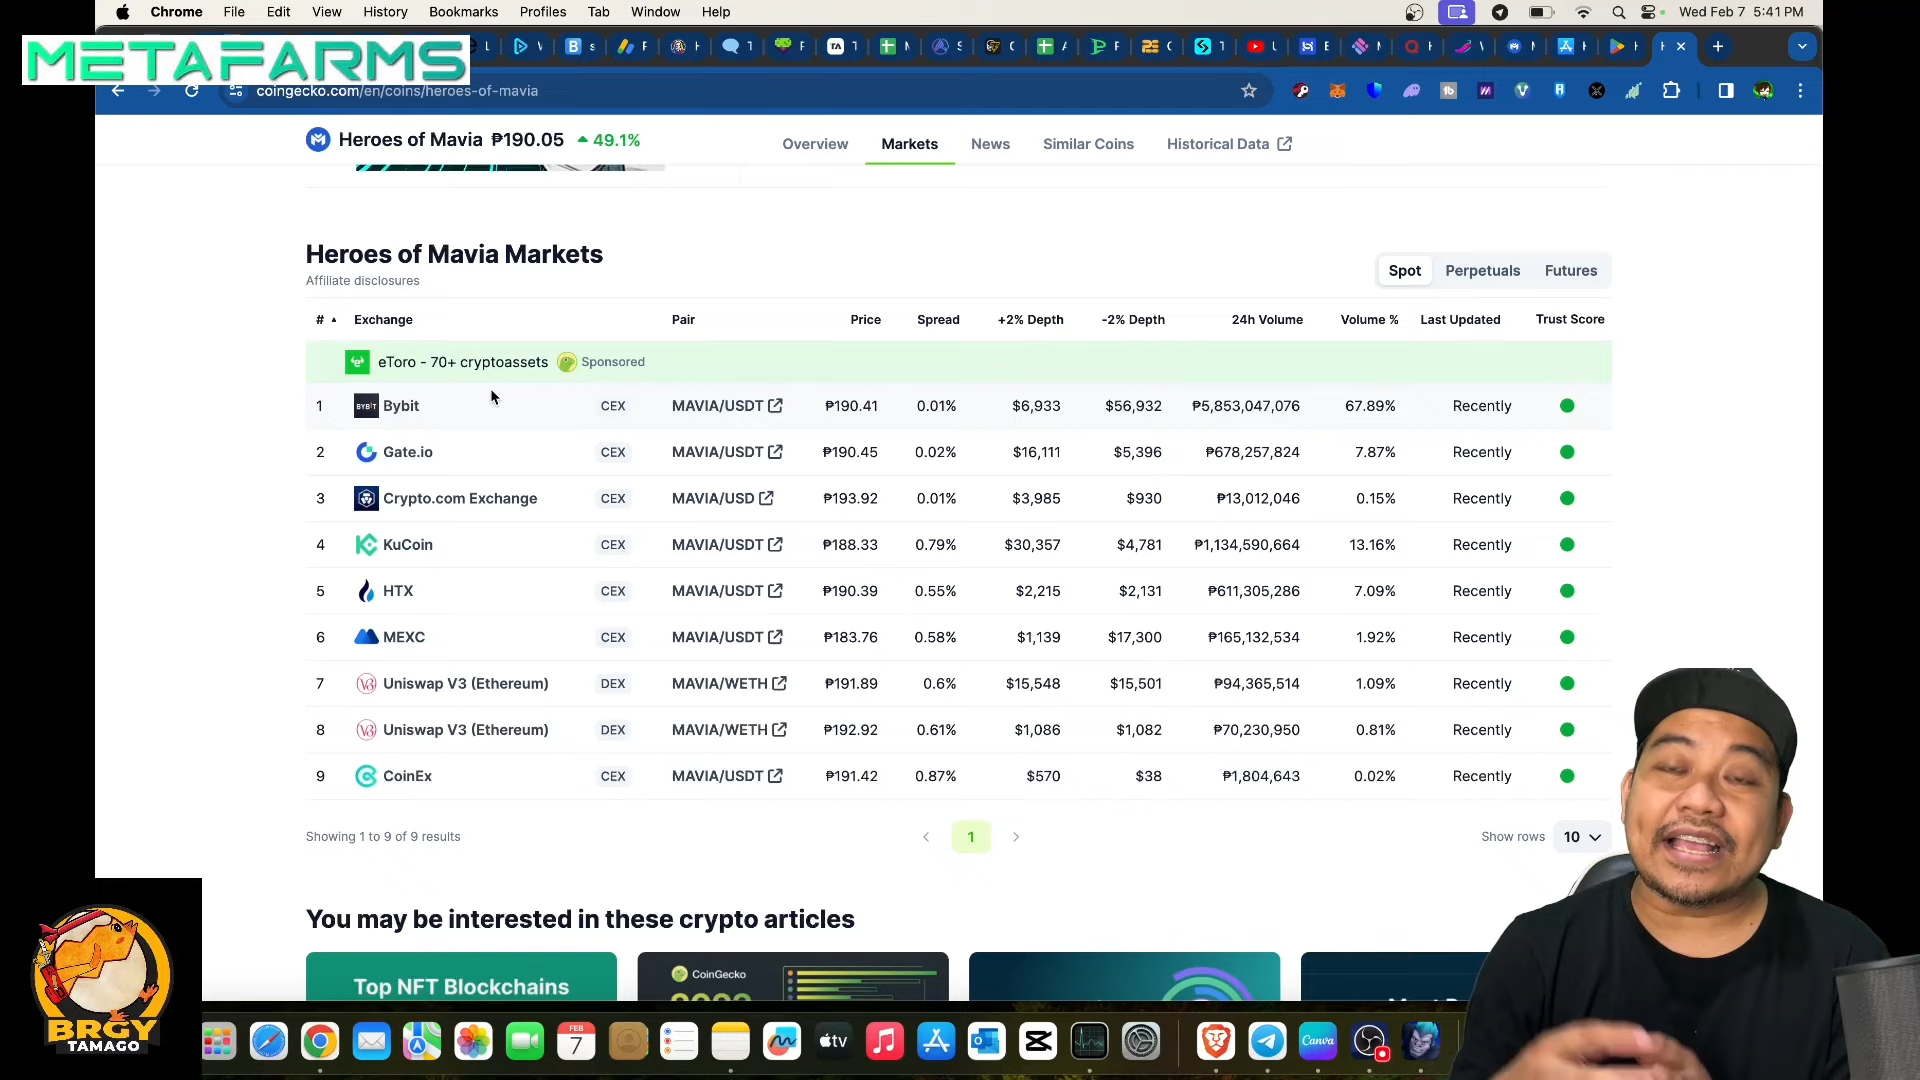 Chrome File Edit View History Bookmarks Profiles Tab Window Help Wed Feb 7 5:41 PM
METAFARMS
coingecko.com/en/coins/heroes-of-mavia
Heroes of Mavia ₱190.05 49.1% Overview Markets News Similar Coins Historical Data
Heroes of Mavia Markets
Affiliate disclosures
Spot Perpetuals Futures
# Exchange Pair Price Spread +2% Depth -2% Depth 24h Volume Volume % Last Updated Trust Score
eToro - 70+ cryptoassets Sponsored
1 BYBIT Bybit CEX MAVIA/USDT ₱190.41 0.01% $6,933 $56,932 ₱5,853,047,076 67.89% Recently
2 Gate.io CEX MAVIA/USDT ₱190.45 0.02% $16,111 $5,396 ₱678,257,824 7.87% Recently
3 Crypto.com Exchange CEX MAVIA/USD ₱193.92 0.01% $3,985 $930 ₱13,012,046 0.15% Recently
4 KuCoin CEX MAVIA/USDT ₱188.33 0.79% $30,357 $4,781 ₱1,134,590,664 13.16% Recently
5 HTX CEX MAVIA/USDT ₱190.39 0.55% $2,215 $2,131 ₱611,305,286 7.09% Recently
6 MEXC CEX MAVIA/USDT ₱183.76 0.58% $1,139 $17,300 ₱165,132,534 1.92% Recently
7 Uniswap V3 (Ethereum) DEX MAVIA/WETH ₱191.89 0.6% $15,548 $15,501 ₱94,365,514 1.09% Recently
8 Uniswap V3 (Ethereum) DEX MAVIA/WETH ₱192.92 0.61% $1,086 $1,082 ₱70,230,950 0.81% Recently
9 CoinEx CEX MAVIA/USDT ₱191.42 0.87% $570 $38 ₱1,804,643 0.02% Recently
Showing 1 to 9 of 9 results 1 Show rows 10
You may be interested in these crypto articles
Top NFT Blockchains
CoinGecko
BRGY
TAMAGO
FEB
7
tv
Canva